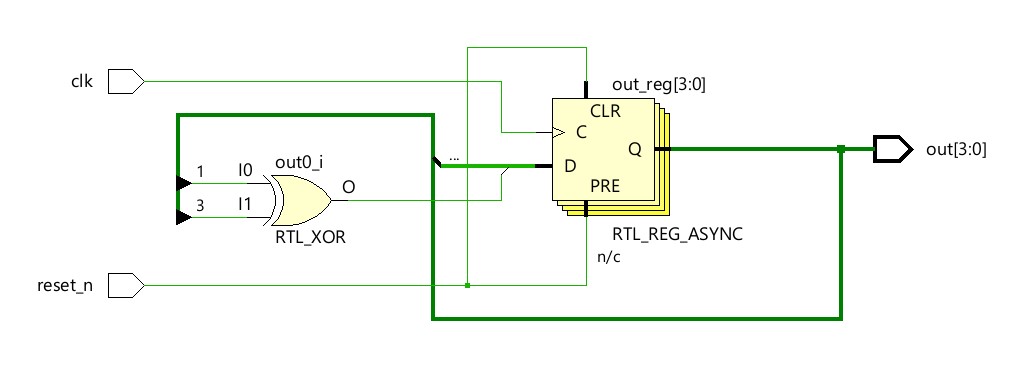 clk
out_reg[3:0]
CLR
C
...
D
Q
PRE
out[3:0]
out0_i
1
I0
3
I1
O
RTL_XOR
RTL_REG_ASYNC
n/c
reset_n